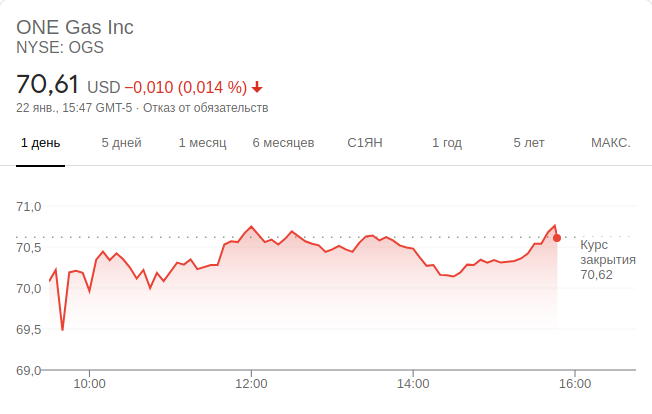 ONE Gas Inc
NYSE: OGS
70,61 USD −0,010 (0,014 %)
22 янв., 15:47 GMT-5 · Отказ от обязательств
1 день 5 дней 1 месяц 6 месяцев С1ЯН 1 год 5 лет МАКС.
71,0
70,5
70,0
69,5
69,0
Курс
закрытия
70,62
10:00 12:00 14:00 16:00